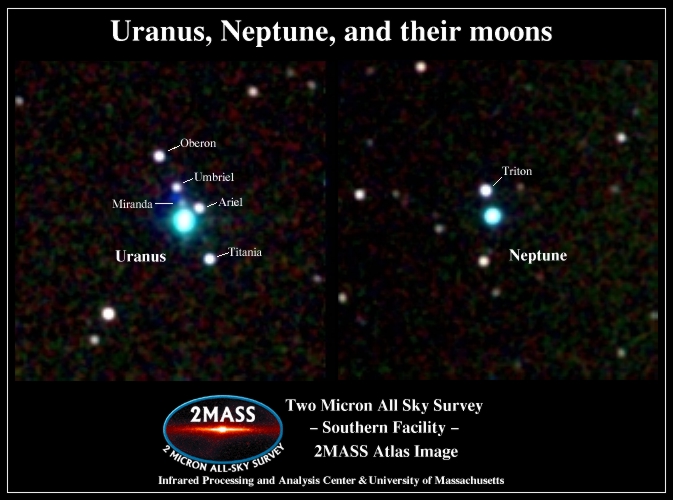 Uranus, Neptune, and their moons
Oberon
Umbriel
Miranda
Ariel
Uranus
Titania
Triton
Neptune
2MASS
2 MICRON ALL-SKY SURVEY
Two Micron All Sky Survey
– Southern Facility –
2MASS Atlas Image
Infrared Processing and Analysis Center & University of Massachusetts